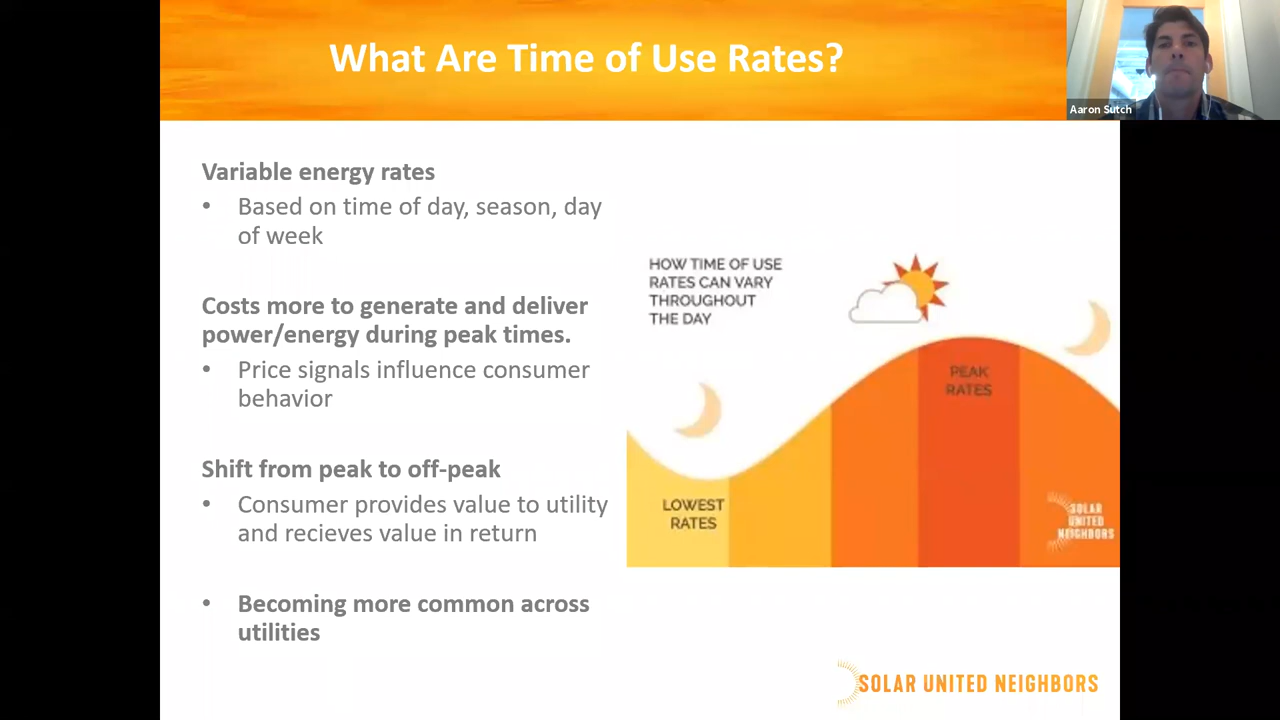 What Are Time of Use Rates?
Aaron Sutch
Variable energy rates
• Based on time of day, season, day
of week
Costs more to generate and deliver
power/energy during peak times.
• Price signals influence consumer
behavior
Shift from peak to off-peak
• Consumer provides value to utility
and recieves value in return
• Becoming more common across
utilities
HOW TIME OF USE
RATES CAN VARY
THROUGHOUT
THE DAY
PEAK
RATES
LOWEST
RATES
SOLAR
UNITED
NEIGHBORS
SOLAR UNITED NEIGHBORS